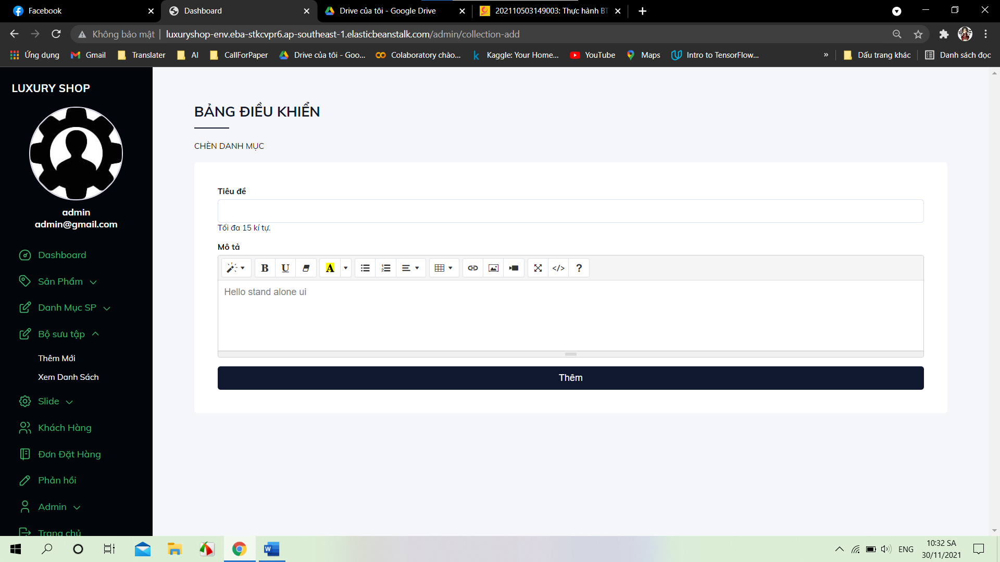 Facebook
Dashboard
Drive của tôi - Google Drive
202110503149003: Thực hành BT
Không bảo mật
luxuryshop-env.eba-stkcvpr6.ap-southeast-1.elasticbeanstalk.com/admin/collection-add
Ứng dụng
Gmail
Translater
AI
CallForPaper
Drive của tôi - Goo...
Colaboratory chào...
Kaggle: Your Home...
YouTube
Maps
Intro to TensorFlow...
»
Dấu trang khác
Danh sách đọc
LUXURY SHOP
admin
admin@gmail.com
Dashboard
Sản Phẩm
Danh Mục SP
Bộ sưu tập
Thêm Mới
Xem Danh Sách
Slide
Khách Hàng
Đơn Đặt Hàng
Phản hồi
Admin
Trang chủ
BẢNG ĐIỀU KHIỂN
CHÈN DANH MỤC
Tiêu đề
Tối đa 15 kí tự.
Mô tả
B U A </> ?
Hello stand alone ui
Thêm
ENG
10:32 SA
30/11/2021